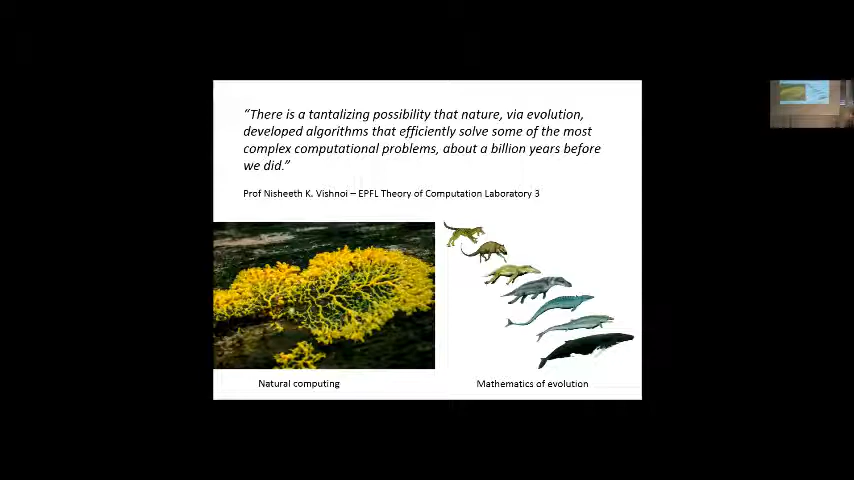 “There is a tantalizing possibility that nature, via evolution,
developed algorithms that efficiently solve some of the most
complex computational problems, about a billion years before
we did.”
Prof Nisheeth K. Vishnoi – EPFL Theory of Computation Laboratory 3
Natural computing
Mathematics of evolution